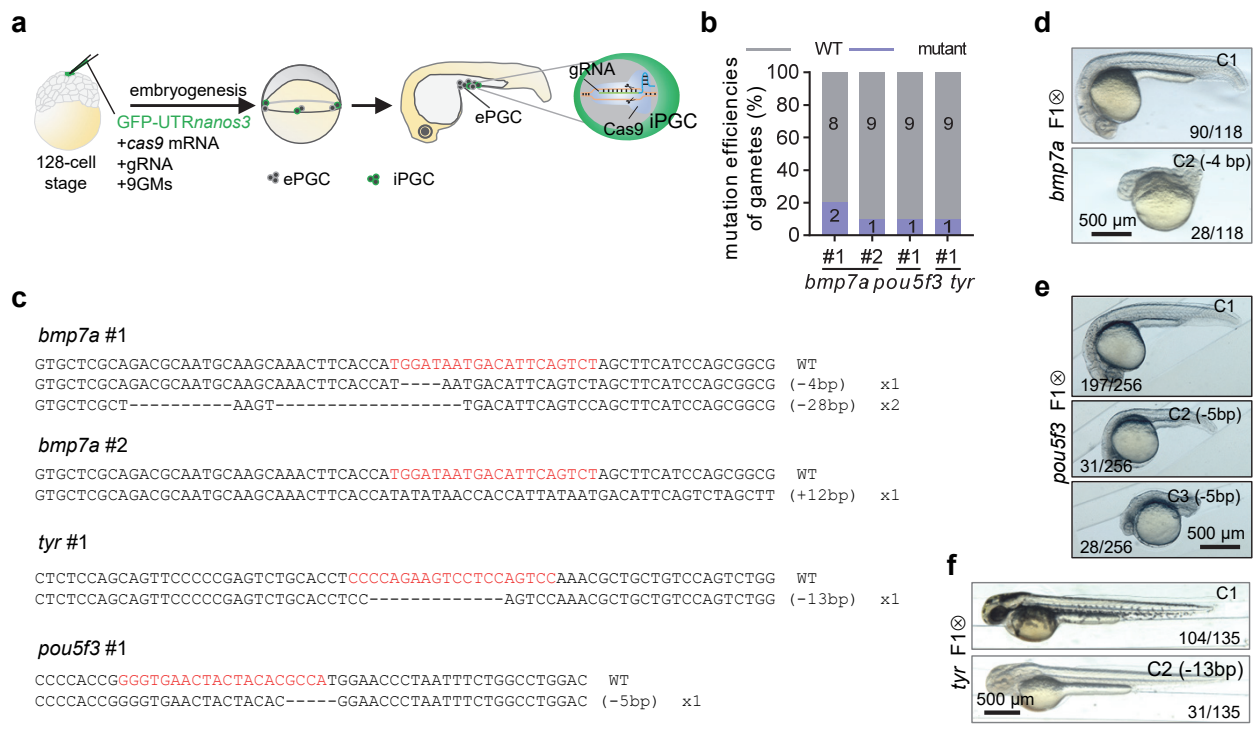 a
embryogenesis
GFP-UTRnanos3
+cas9 mRNA
+gRNA
+9GMs
128-cell
stage
ePGC
iPGC
ePGC
gRNA
Cas9
iPGC
b
WT
mutant
mutation efficiencies
of gametes (%)
100
80
60
40
20
0
8
9
9
9
2
1
1
1
#1
#2
#1
#1
bmp7a
pou5f3
tyr
c
bmp7a #1
GTGCTCGCAGACGCAATGCAAGCAAACTTCACCATGGATAATGACATTCAGTCTAGCTTCATCCAGCGGCG WT
GTGCTCGCAGACGCAATGCAAGCAAACTTCACCAT----AATGACATTCAGTCTAGCTTCATCCAGCGGCG (-4bp) x1
GTGCTCGCT----------AAGT------------------TGACATTCAGTCCAGCTTCATCCAGCGGCG (-28bp) x2
bmp7a #2
GTGCTCGCAGACGCAATGCAAGCAAACTTCACCATGGATAATGACATTCAGTCTAGCTTCATCCAGCGGCG WT
GTGCTCGCAGACGCAATGCAAGCAAACTTCACCATATATAACCACCATTATAATGACATTCAGTCTAGCTT (+12bp) x1
tyr #1
CTCTCCAGCAGTTCCCCCGAGTCTGCACCTCCCCAGAAGTCCTCCAGTCCAAACGCTGCTGTCCAGTCTGG WT
CTCTCCAGCAGTTCCCCCGAGTCTGCACCTCC-------------AGTCCAAACGCTGCTGTCCAGTCTGG (-13bp) x1
pou5f3 #1
CCCCACCGGGGTGAACTACTACACGCCATGGAACCCTAATTTCTGGCCTGGAC WT
CCCCACCGGGGTGAACTACTACAC-----GGAACCCTAATTTCTGGCCTGGAC (-5bp) x1
d
bmp7a F1⊗
C1
90/118
C2 (-4 bp)
500 µm
28/118
e
pou5f3 F1⊗
C1
197/256
C2 (-5bp)
31/256
C3 (-5bp)
500 µm
28/256
f
tyr F1⊗
C1
104/135
C2 (-13bp)
500 µm
31/135